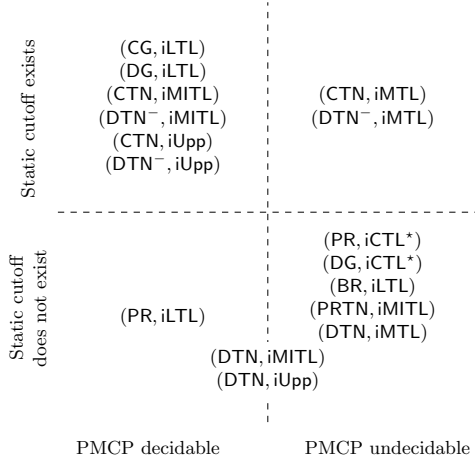 Static cutoff exists
(CG, iLTL)
(DG, iLTL)
(CTN, iMITL)
(DTN⁻, iMITL)
(CTN, iUpp)
(DTN⁻, iUpp)
(CTN, iMTL)
(DTN⁻, iMTL)
Static cutoff
does not exist
(PR, iLTL)
(PR, iCTL*)
(DG, iCTL*)
(BR, iLTL)
(PRTN, iMITL)
(DTN, iMTL)
(DTN, iMITL)
(DTN, iUpp)
PMCP decidable
PMCP undecidable